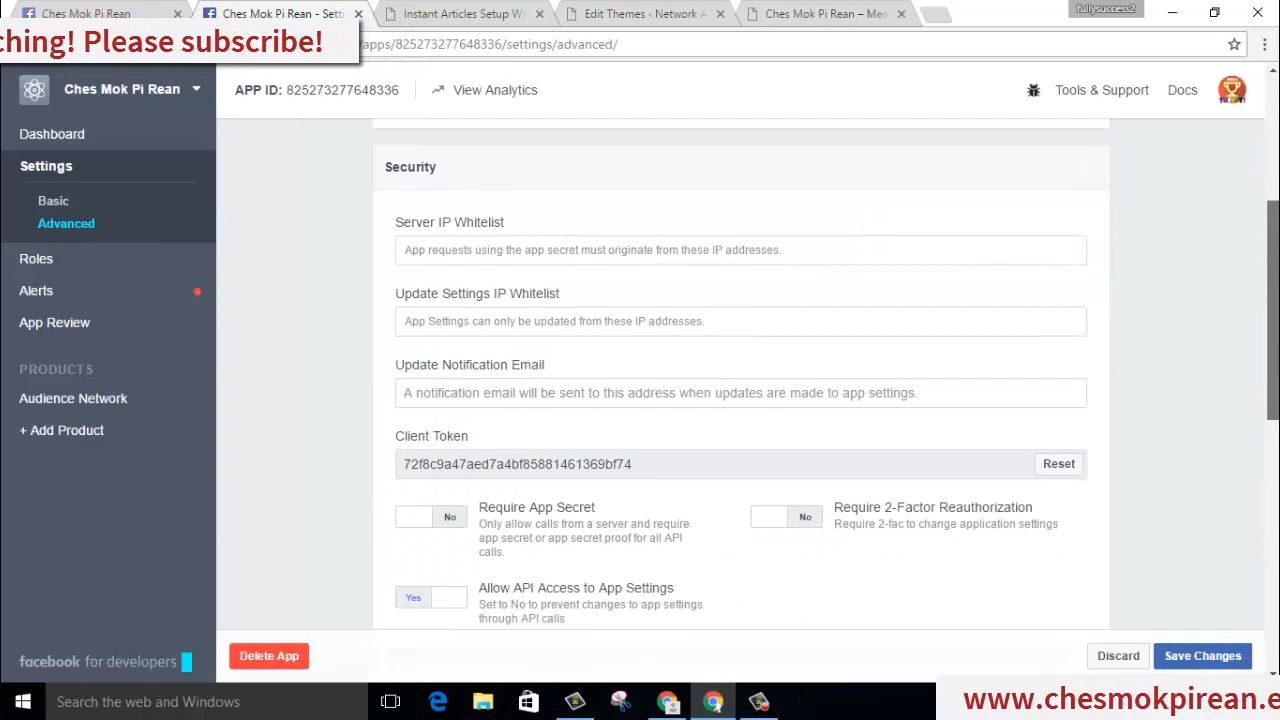 Ches Mok Pi Rean
Ches Mok Pi Rean - Sett
Instant Articles Setup W
Edit Themes ‹ Network A
Ches Mok Pi Rean – Mea
fullysuccess2
ching! Please subscribe!
apps/825273277648336/settings/advanced/
Ches Mok Pi Rean
APP ID: 825273277648336
View Analytics
Tools & Support
Docs
Dashboard
Settings
Basic
Advanced
Roles
Alerts
App Review
PRODUCTS
Audience Network
+ Add Product
facebook for developers
Security
Server IP Whitelist
App requests using the app secret must originate from these IP addresses.
Update Settings IP Whitelist
App Settings can only be updated from these IP addresses.
Update Notification Email
A notification email will be sent to this address when updates are made to app settings.
Client Token
72f8c9a47aed7a4bf85881461369bf74
Reset
No
Require App Secret
Only allow calls from a server and require
app secret or app secret proof for all API
calls.
No
Require 2-Factor Reauthorization
Require 2-fac to change application settings
Yes
Allow API Access to App Settings
Set to No to prevent changes to app settings
through API calls
Delete App
Discard
Save Changes
Search the web and Windows
www.chesmokpirean.e